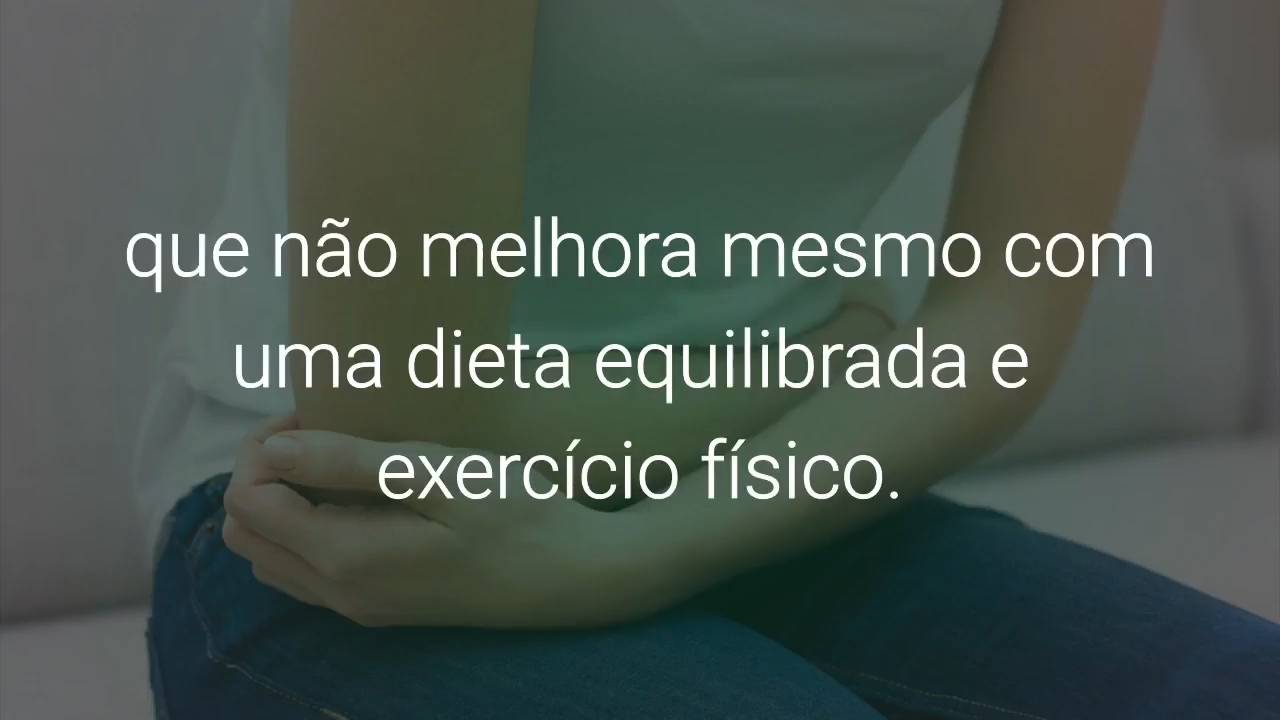 que não melhora mesmo com
uma dieta equilibrada e
exercício físico.